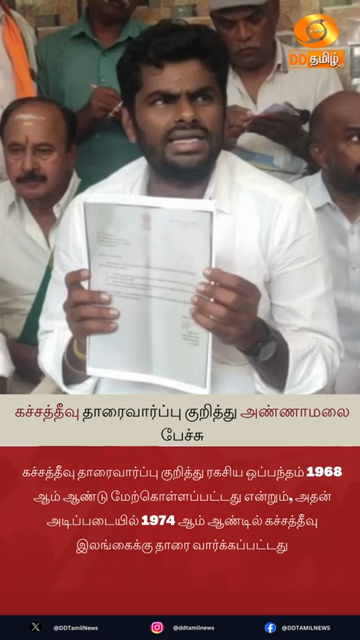 DD தமிழ்
கச்சத்தீவு தாரைவார்ப்பு குறித்து அண்ணாமலை
பேச்சு
கச்சத்தீவு தாரைவார்ப்பு குறித்து ரகசிய ஒப்பந்தம் 1968
ஆம் ஆண்டு மேற்கொள்ளப்பட்டது என்றும், அதன்
அடிப்படையில் 1974 ஆம் ஆண்டில் கச்சத்தீவு
இலங்கைக்கு தாரை வார்க்கப்பட்டது
@DDTamilNews @ddtamilnews @DDTAMILNEWS